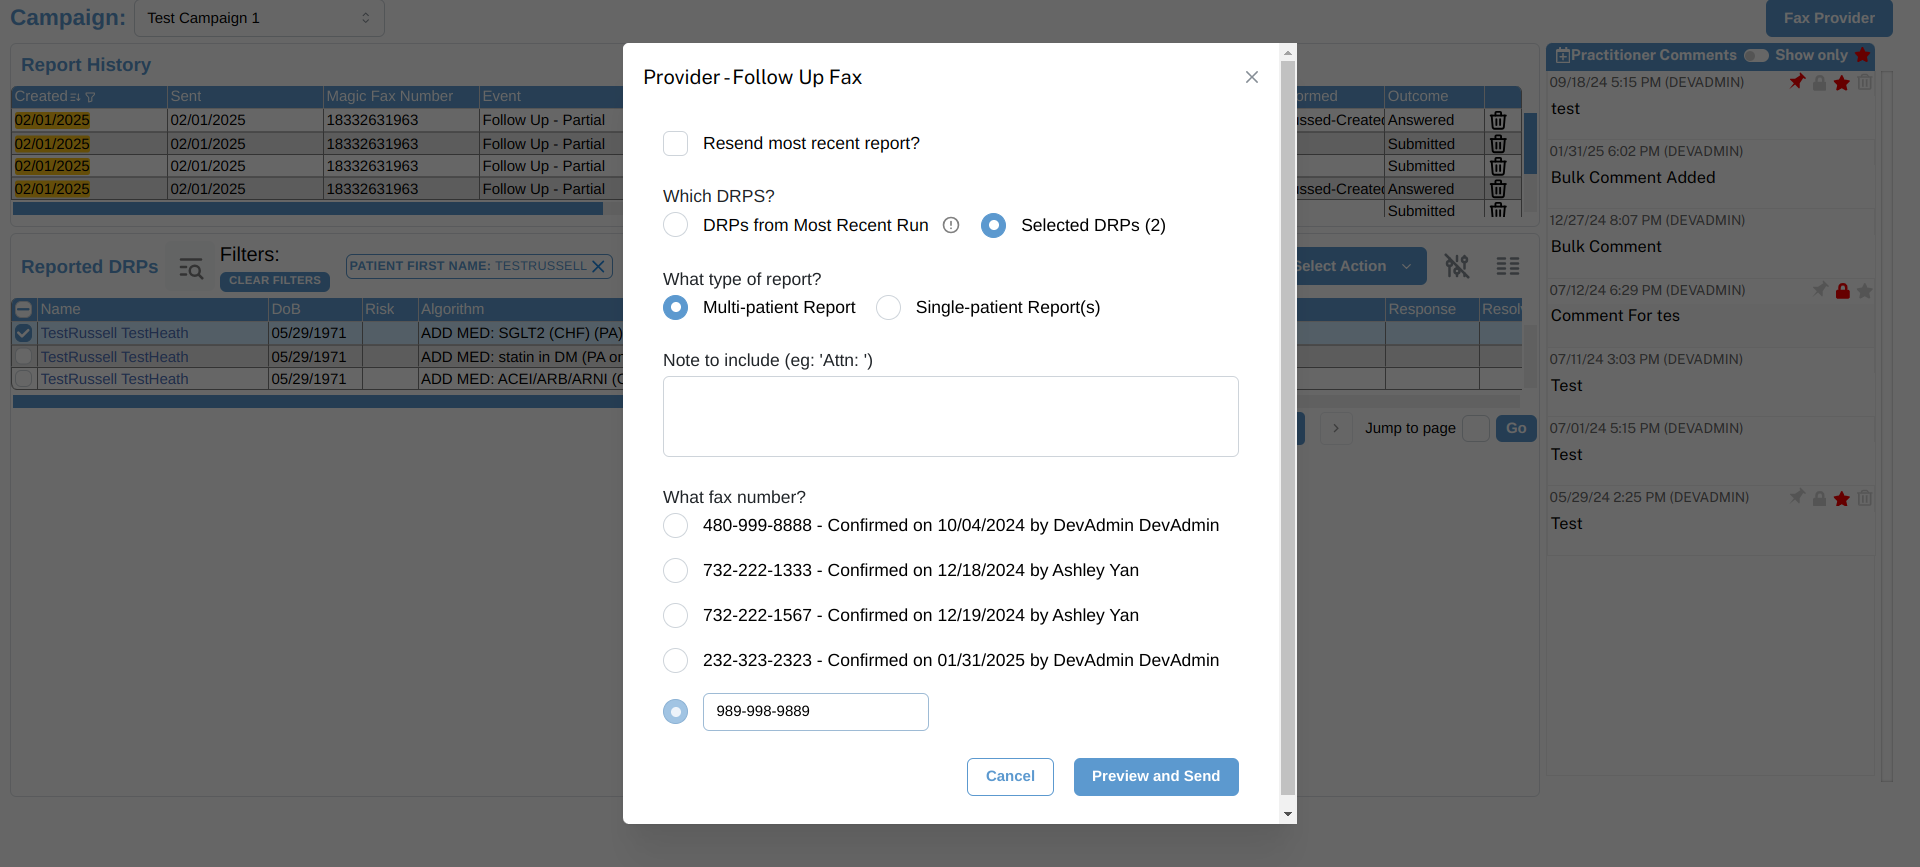 Campaign: Test Campaign 1 Fax Provider
Report History
Created Sent Magic Fax Number Event
02/01/2025 02/01/2025 18332631963 Follow Up - Partial
02/01/2025 02/01/2025 18332631963 Follow Up - Partial
02/01/2025 02/01/2025 18332631963 Follow Up - Partial
02/01/2025 02/01/2025 18332631963 Follow Up - Partial
Reported DRPs
Filters:
CLEAR FILTERS
PATIENT FIRST NAME: TESTRUSSELL
Name DoB Risk Algorithm
TestRussell TestHeath 05/29/1971 ADD MED: SGLT2 (CHF) (PA)
TestRussell TestHeath 05/29/1971 ADD MED: statin in DM (PA or
TestRussell TestHeath 05/29/1971 ADD MED: ACEI/ARB/ARNI (
Provider - Follow Up Fax
Resend most recent report?
Which DRPS?
DRPs from Most Recent Run Selected DRPs (2)
What type of report?
Multi-patient Report Single-patient Report(s)
Note to include (eg: 'Attn: ')
What fax number?
480-999-8888 - Confirmed on 10/04/2024 by DevAdmin DevAdmin
732-222-1333 - Confirmed on 12/18/2024 by Ashley Yan
732-222-1567 - Confirmed on 12/19/2024 by Ashley Yan
232-323-2323 - Confirmed on 01/31/2025 by DevAdmin DevAdmin
989-998-9889
Cancel Preview and Send
ormed Outcome
ussed-Created Answered
Submitted
Submitted
ussed-Created Answered
Submitted
Select Action
Response Resol
Jump to page Go
Practitioner Comments Show only
09/18/24 5:15 PM (DEVADMIN)
test
01/31/25 6:02 PM (DEVADMIN)
Bulk Comment Added
12/27/24 8:07 PM (DEVADMIN)
Bulk Comment
07/12/24 6:29 PM (DEVADMIN)
Comment For tes
07/11/24 3:03 PM (DEVADMIN)
Test
07/01/24 5:15 PM (DEVADMIN)
Test
05/29/24 2:25 PM (DEVADMIN)
Test